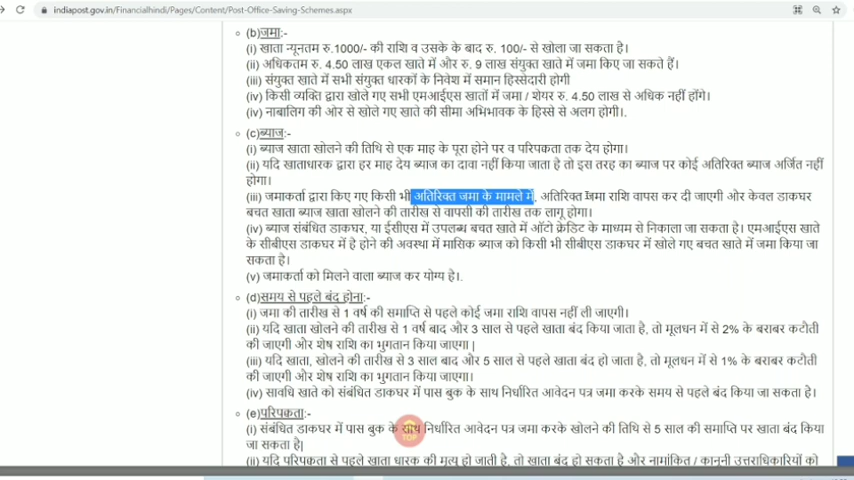 indiapost.gov.in/Financialhindi/Pages/Content/Post-Office-Saving-Schemes.aspx
(b)जमा:-
(i) खाता न्यूनतम रु.1000/- की राशि व उसके के बाद रु. 100/- से खोला जा सकता है।
(ii) अधिकतम रु. 4.50 लाख एकल खाते में और रु. 9 लाख संयुक्त खाते में जमा किए जा सकते हैं।
(iii) संयुक्त खाते में सभी संयुक्त धारकों के निवेश में समान हिस्सेदारी होगी
(iv) किसी व्यक्ति द्वारा खोले गए सभी एमआईएस खातों में जमा / शेयर रु. 4.50 लाख से अधिक नहीं होंगे।
(iv) नाबालिग की ओर से खोले गए खाते की सीमा अभिभावक के हिस्से से अलग होगी।.
(c)ब्याज:-
(i) ब्याज खाता खोलने की तिथि से एक माह के पूरा होने पर व परिपकता तक देय होगा।
(ii) यदि खाताधारक द्वारा हर माह देय ब्याज का दावा नहीं किया जाता है तो इस तरह का ब्याज पर कोई अतिरिक्त ब्याज अर्जित नहीं
होगा।
(iii) जमाकर्ता द्वारा किए गए किसी भी अतिरिक्त जमा के मामले में, अतिरिक्त जमा राशि वापस कर दी जाएगी ओर केवल डाकघर
बचत खाता ब्याज खाता खोलने की तारीख से वापसी की तारीख तक लागू होगा।
(iv) ब्याज संबंधित डाकघर, या ईसीएस में उपलब्ध बचत खाते में ऑटो क्रेडिट के माध्यम से निकाला जा सकता है। एमआईएस खाते
के सीबीएस डाकघर में हे होने की अवस्था में मासिक ब्याज को किसी भी सीबीएस डाकघर में खोले गए बचत खाते में जमा किया जा
सकता है।
(v) जमाकर्ता को मिलने वाला ब्याज कर योग्य है।.
(d)समय से पहले बंद होना:-
(i) जमा की तारीख से 1 वर्ष की समाप्ति से पहले कोई जमा राशि वापस नहीं ली जाएगी।
(ii) यदि खाता खोलने की तारीख से 1 वर्ष बाद और 3 साल से पहले खाता बंद किया जाता है, तो मूलधन में से 2% के बराबर कटौती
की जाएगी और शेष राशि का भुगतान किया जाएगा |
(iii) यदि खाता, खोलने की तारीख से 3 साल बाद और 5 साल से पहले खाता बंद हो जाता है, तो मूलधन में से 1% के बराबर कटौती
की जाएगी और शेष राशि का भुगतान किया जाएगा।
(iv) सावधि खाते को संबंधित डाकघर में पास बुक के साथ निर्धारित आवेदन पत्र जमा करके समय से पहले बंद किया जा सकता है।
(e)परिपकता:-
(i) संबंधित डाकघर में पास बुक के साथ निर्धारित आवेदन पत्र जमा करके खोलने की तिथि से 5 साल की समाप्ति पर खाता बंद किया
जा सकता है|
TOP
(ii) यदि परिपक्वता से पहले खाता धारक की मृत्यु हो जाती है, तो खाता बंद हो सकता है और नामांकित / कानूनी उत्तराधिकारियों को